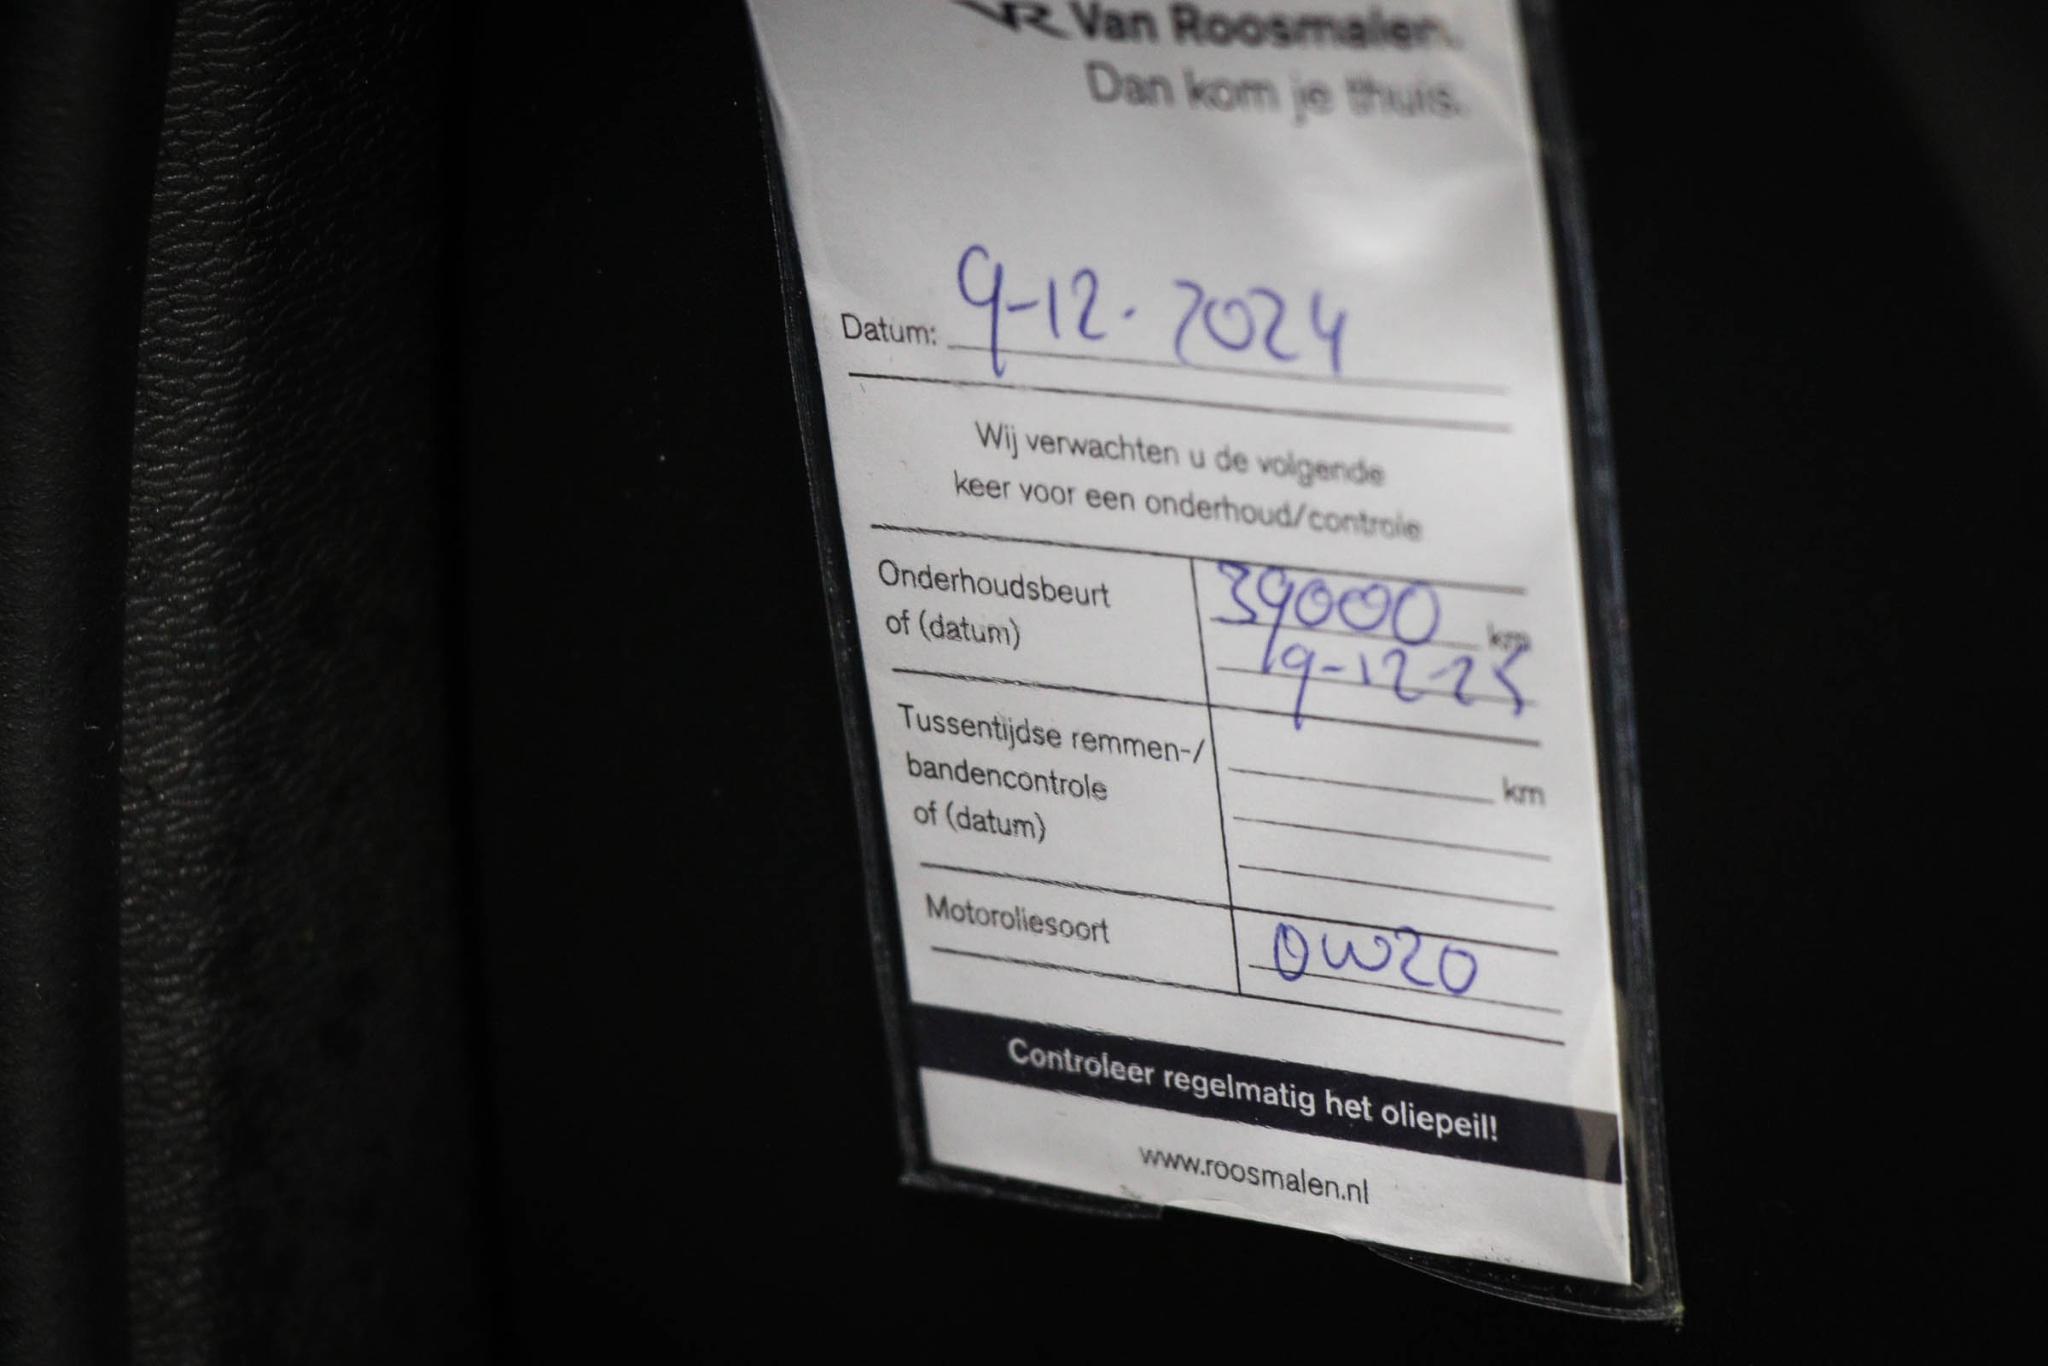 VR Van Roosmalen.
Dan kom je thuis.
Datum: 9-12-2024
Wij verwachten u de volgende
keer voor een onderhoud/controle
Onderhoudsbeurt 39000 km
of (datum) 19-12-25
Tussentijdse remmen-/
bandencontrole km
of (datum)
Motoroliesoort 0W20
Controleer regelmatig het oliepeil!
www.roosmalen.nl